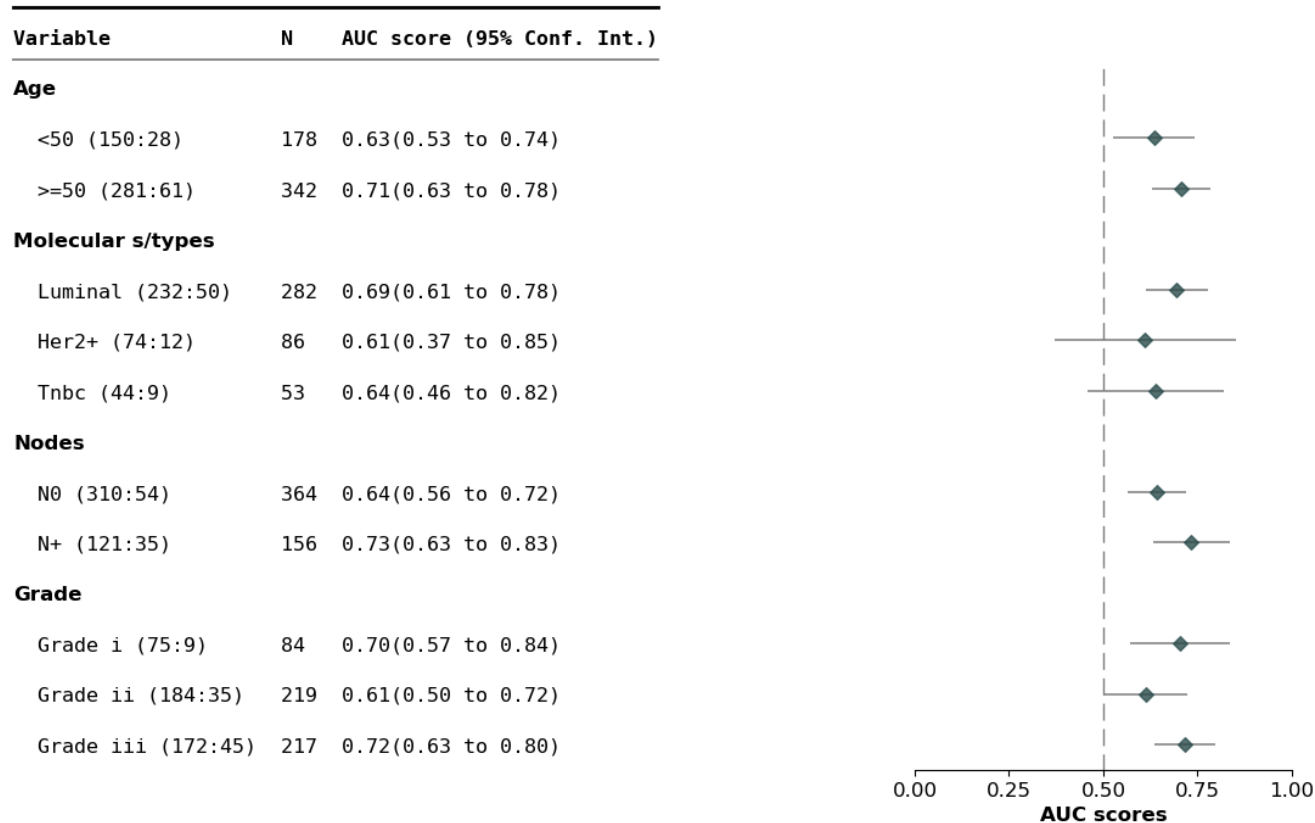 Variable N AUC score (95% Conf. Int.)
Age
<50 (150:28) 178 0.63(0.53 to 0.74)
>=50 (281:61) 342 0.71(0.63 to 0.78)
Molecular s/types
Luminal (232:50) 282 0.69(0.61 to 0.78)
Her2+ (74:12) 86 0.61(0.37 to 0.85)
Tnbc (44:9) 53 0.64(0.46 to 0.82)
Nodes
N0 (310:54) 364 0.64(0.56 to 0.72)
N+ (121:35) 156 0.73(0.63 to 0.83)
Grade
Grade i (75:9) 84 0.70(0.57 to 0.84)
Grade ii (184:35) 219 0.61(0.50 to 0.72)
Grade iii (172:45) 217 0.72(0.63 to 0.80)
0.00 0.25 0.50 0.75 1.00
AUC scores